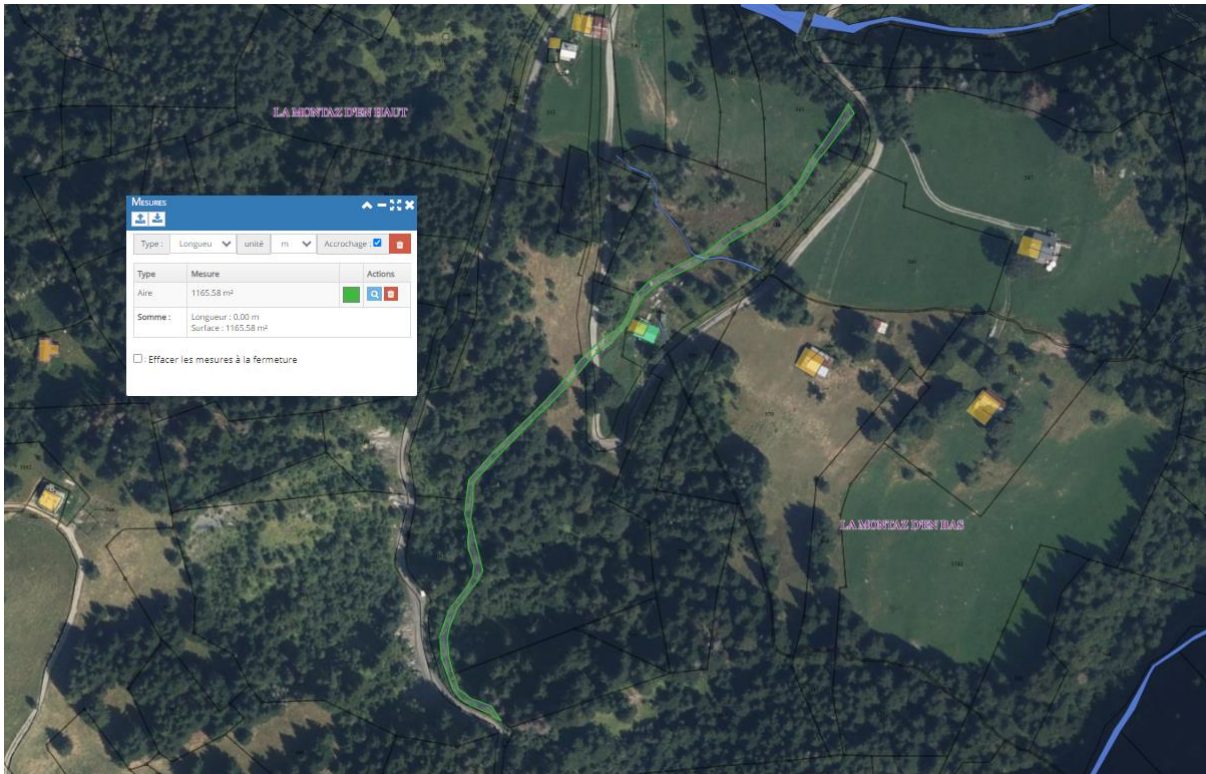 LA MONTAZ D'EN HAUT
MESURES
Type : Longueu unité m Accrochage :
Type Mesure Actions
Aire 1165.58 m²
Somme : Longueur : 0.00 m
Surface : 1165.58 m²
: Effacer les mesures à la fermeture
LA MONTAZ D'EN BAS